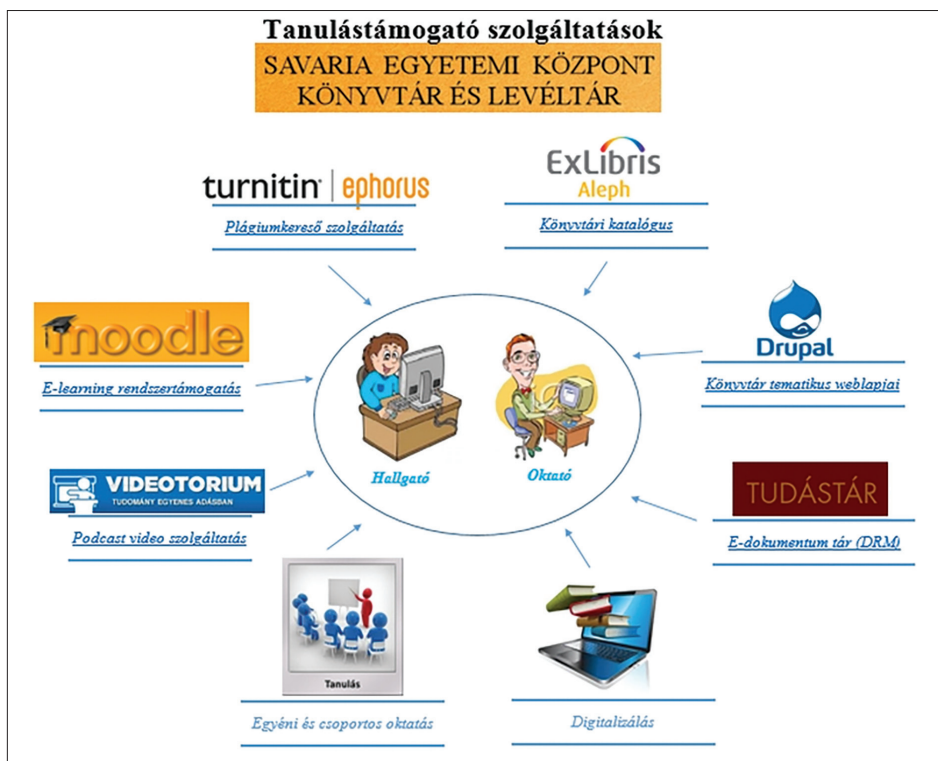 Tanulástámogató szolgáltatások
SAVARIA EGYETEMI KÖZPONT
KÖNYVTÁR ÉS LEVÉLTÁR
turnitin | ephorus
Plágiumkereső szolgáltatás
ExLibris
Aleph
Könyvtári katalógus
moodle
E-learning rendszertámogatás
Drupal
Könyvtár tematikus weblapjai
Hallgató
Oktató
VIDEOTORIUM
TUDOMÁNY EGYENES ADÁSBAN
Podcast video szolgáltatás
TUDÁSTÁR
E-dokumentum tár (DRM)
Tanulás
Egyéni és csoportos oktatás
Digitalizálás